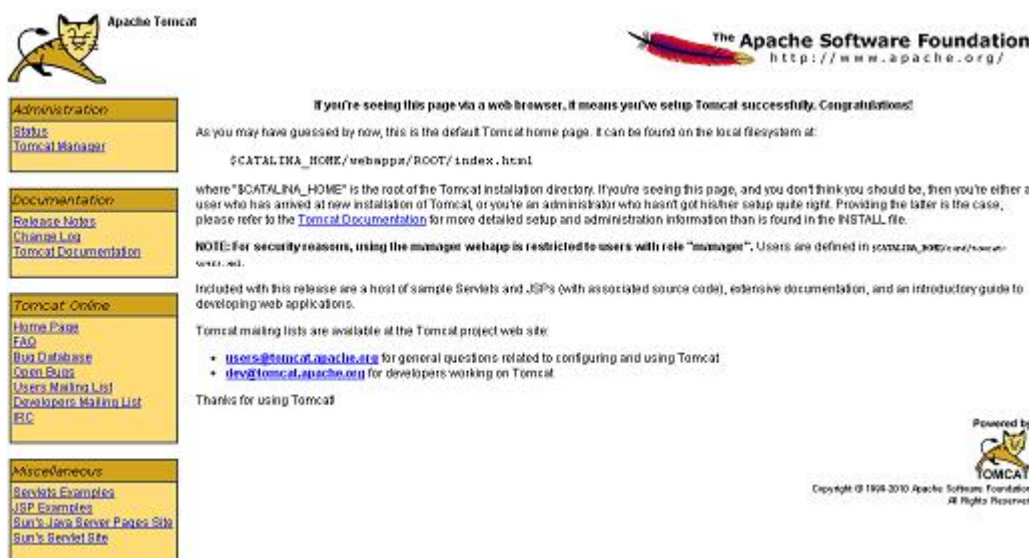 Apache Tomcat
The Apache Software Foundation
http://www.apache.org/
Administration
Status
Tomcat Manager
Documentation
Release Notes
Change Log
Tomcat Documentation
Tomcat Online
Home Page
FAQ
Bug Database
Open Bugs
Users Mailing List
Developers Mailing List
IRC
Miscellaneous
Servlets Examples
JSP Examples
Sun's Java Server Pages Site
Sun's Servlet Site
If you're seeing this page via a web browser, it means you've setup Tomcat successfully. Congratulations!
As you may have guessed by now, this is the default Tomcat home page. It can be found on the local filesystem at:
$CATALINA_HOME/webapps/ROOT/index.html
where "$CATALINA_HOME" is the root of the Tomcat installation directory. If you're seeing this page, and you don't think you should be, then you're either a
user who has arrived at new installation of Tomcat, or you're an administrator who hasn't got his/her setup quite right. Providing the latter is the case,
please refer to the Tomcat Documentation for more detailed setup and administration information than is found in the INSTALL file.
NOTE: For security reasons, using the manager webapp is restricted to users with role "manager". Users are defined in $CATALINA_HOME/conf/tomcat-
users.xml.
Included with this release are a host of sample Servlets and JSPs (with associated source code), extensive documentation, and an introductory guide to
developing web applications.
Tomcat mailing lists are available at the Tomcat project web site:
• users@tomcat.apache.org for general questions related to configuring and using Tomcat
• dev@tomcat.apache.org for developers working on Tomcat
Thanks for using Tomcat!
Powered by
TOMCAT
Copyright © 1999-2010 Apache Software Foundation
All Rights Reserved